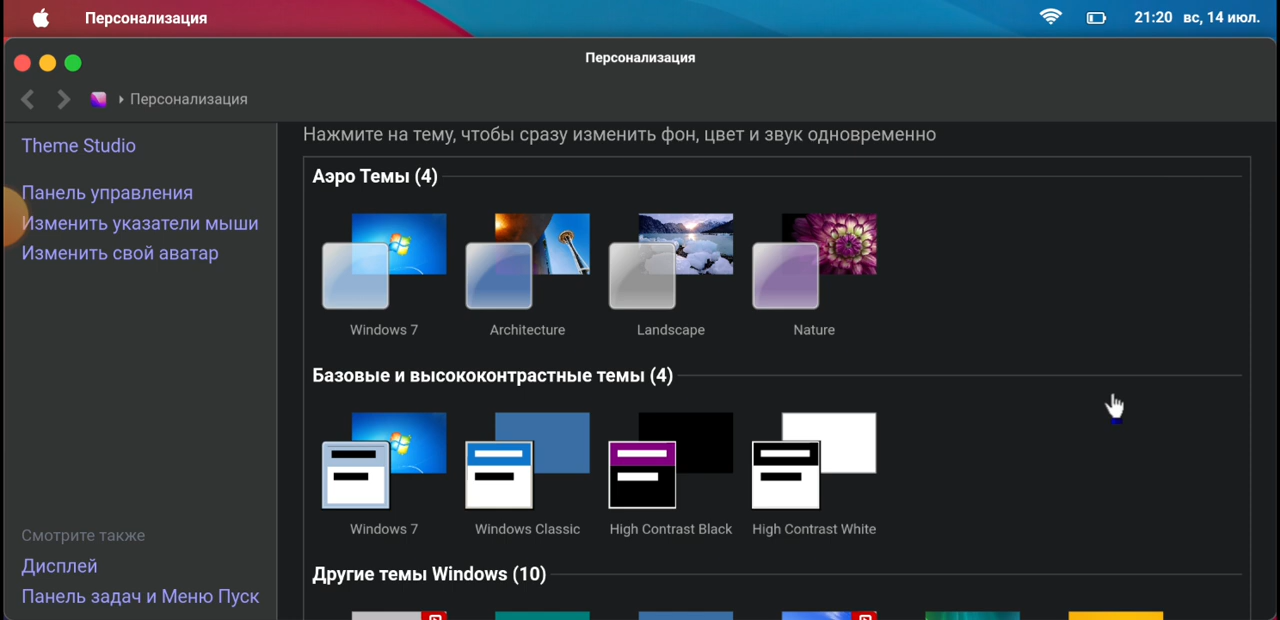 Персонализация
21:20 вс, 14 июл.
Персонализация
Персонализация
Theme Studio
Панель управления
Изменить указатели мыши
Изменить свой аватар
Смотрите также
Дисплей
Панель задач и Меню Пуск
Нажмите на тему, чтобы сразу изменить фон, цвет и звук одновременно
Аэро Темы (4)
Windows 7
Architecture
Landscape
Nature
Базовые и высококонтрастные темы (4)
Windows 7
Windows Classic
High Contrast Black
High Contrast White
Другие темы Windows (10)